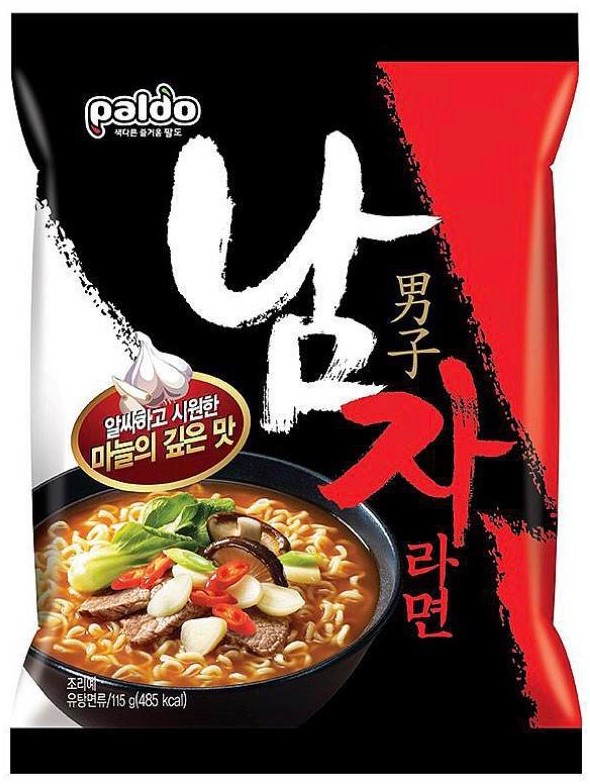 paldo
색다른 즐거움 팔도
남
男子
자
라면
알싸하고 시원한
마늘의 깊은 맛
조리예
유탕면류/115 g(485 kcal)